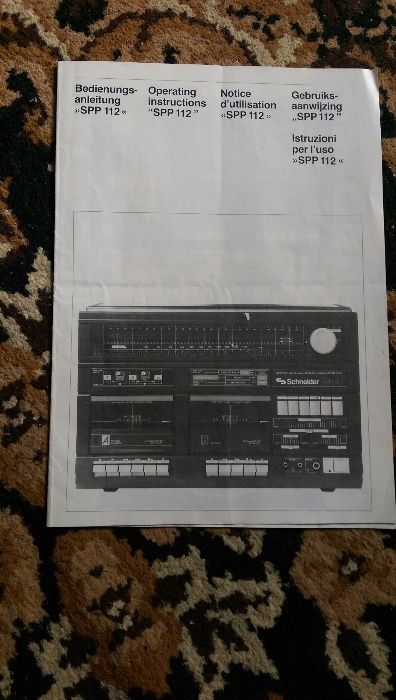 Bedienungs-
anleitung
»SPP 112«
Operating
instructions
"SPP 112"
Notice
d'utilisation
«SPP 112»
Gebruiks-
aanwijzing
„SPP 112"
Istruzioni
per l'uso
»SPP 112«
Schneider
A
B